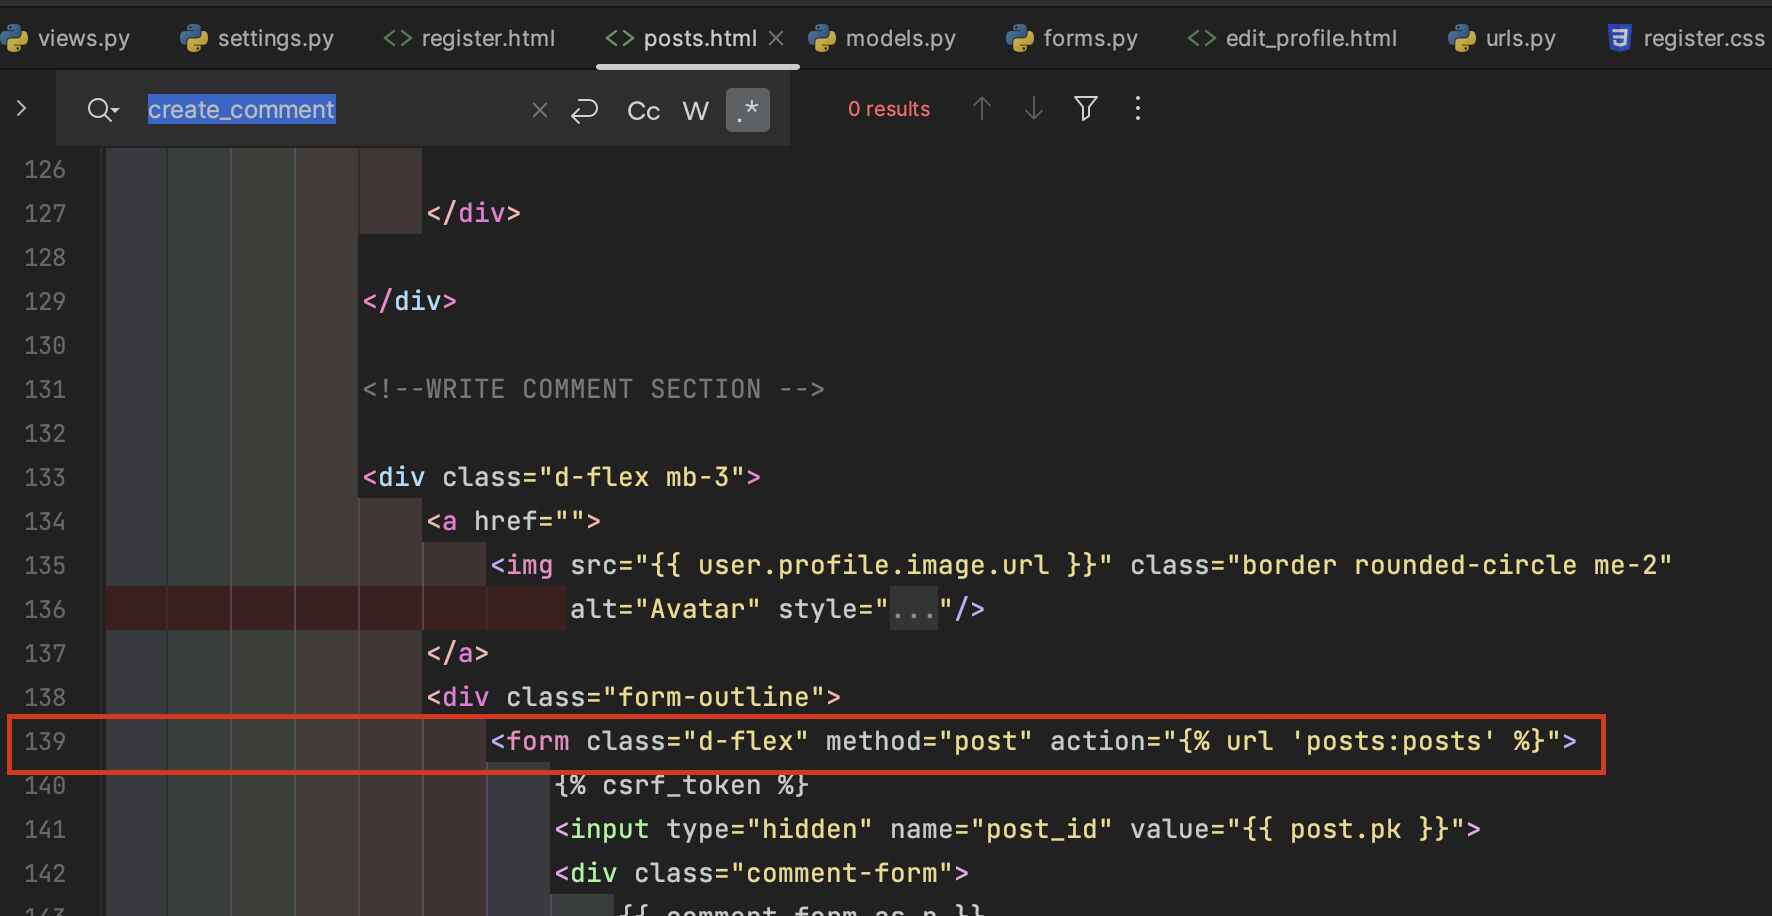 views.py settings.py <> register.html <> posts.html × models.py forms.py <> edit_profile.html urls.py register.css
create_comment × Cc W .* 0 results
126
127 </div>
128
129 </div>
130
131 <!--WRITE COMMENT SECTION -->
132
133 <div class="d-flex mb-3">
134 <a href="">
135 <img src="{{ user.profile.image.url }}" class="border rounded-circle me-2"
136 alt="Avatar" style="..."/>
137 </a>
138 <div class="form-outline">
139 <form class="d-flex" method="post" action="{% url 'posts:posts' %}">
140 {% csrf_token %}
141 <input type="hidden" name="post_id" value="{{ post.pk }}">
142 <div class="comment-form">
143 {{ comment_form.as_p }}